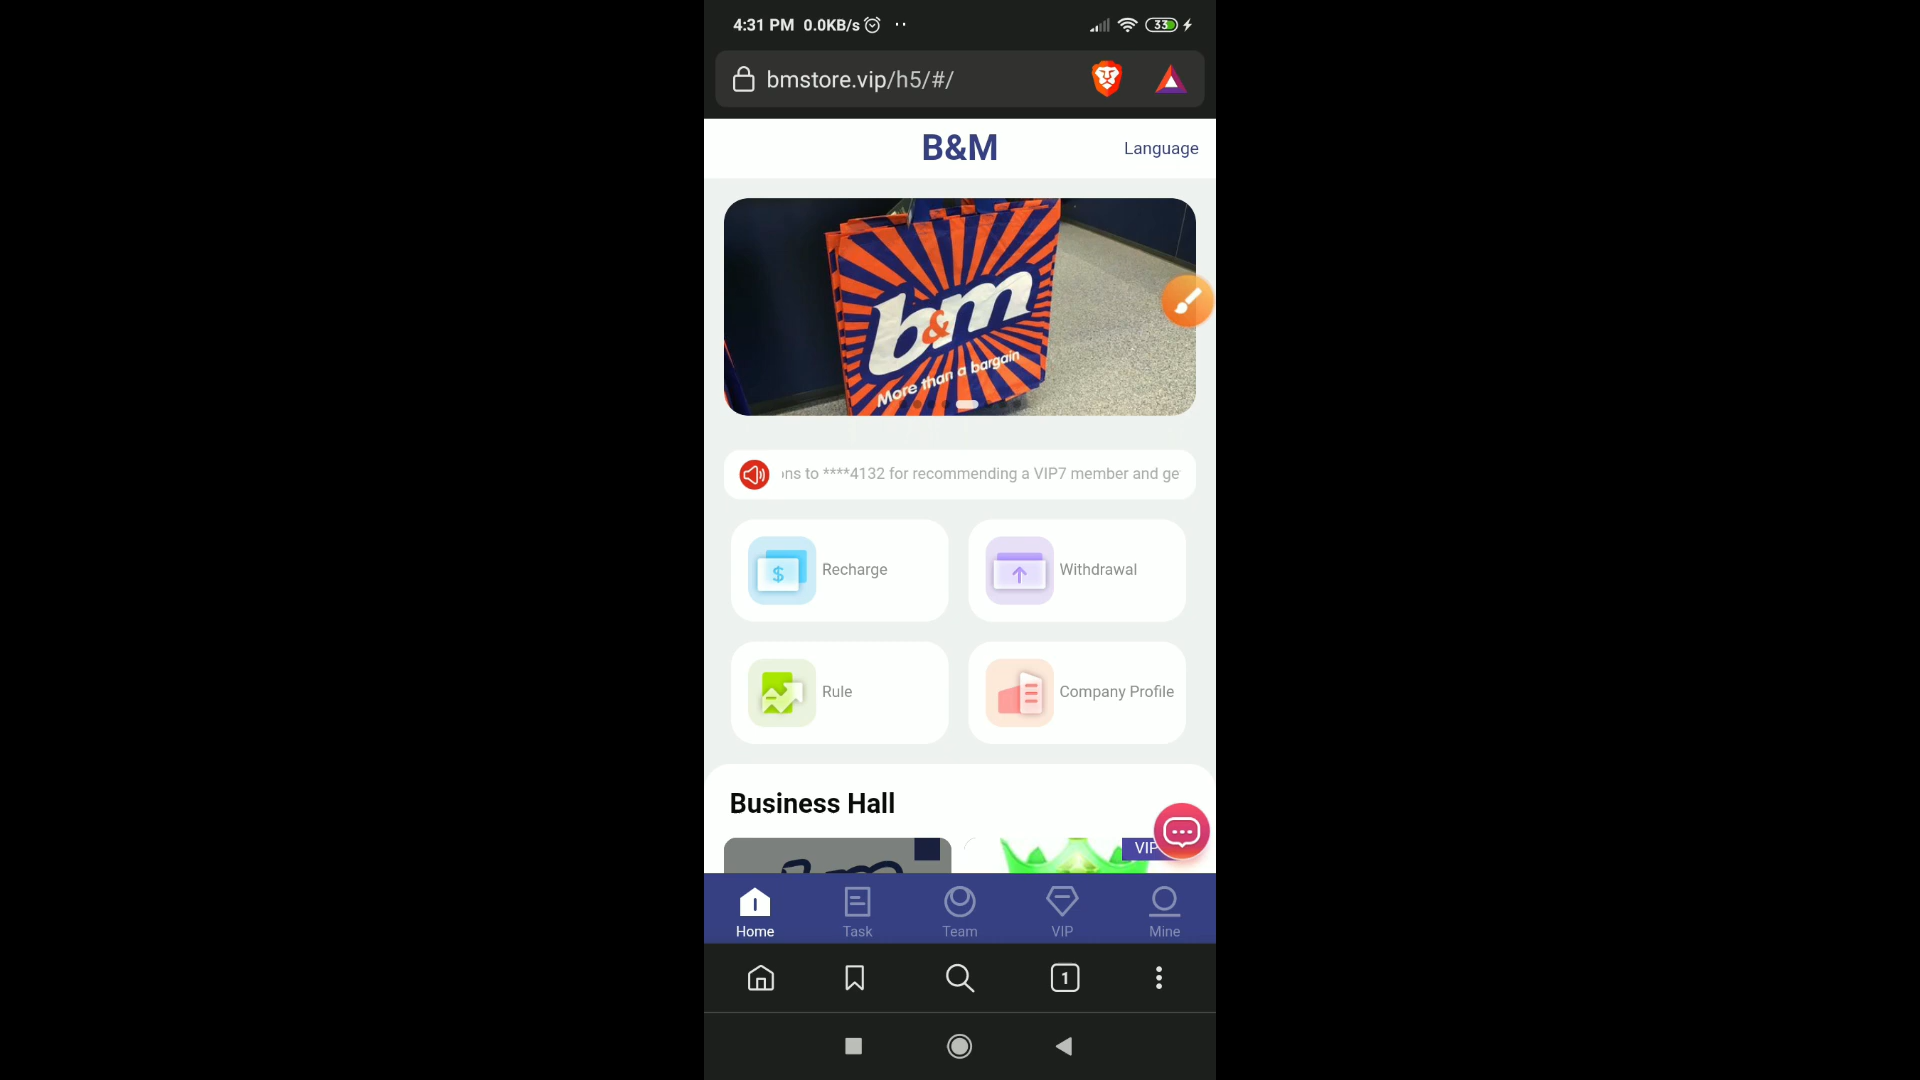 4:31 PM 0.0KB/s
33
bmstore.vip/h5/#/
B&M
Language
b&m
More than a bargain
ns to ****4132 for recommending a VIP7 member and ge
$
Recharge
Withdrawal
Rule
Company Profile
Business Hall
VIP
Home
Task
Team
VIP
Mine
1